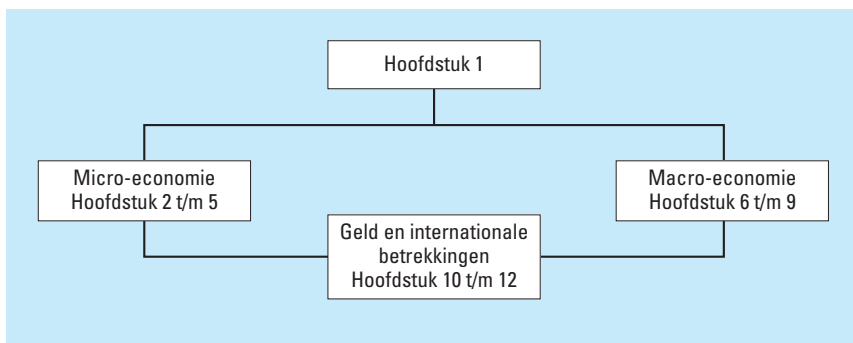 Hoofdstuk 1
Micro-economie
Hoofdstuk 2 t/m 5
Macro-economie
Hoofdstuk 6 t/m 9
Geld en internationale
betrekkingen
Hoofdstuk 10 t/m 12